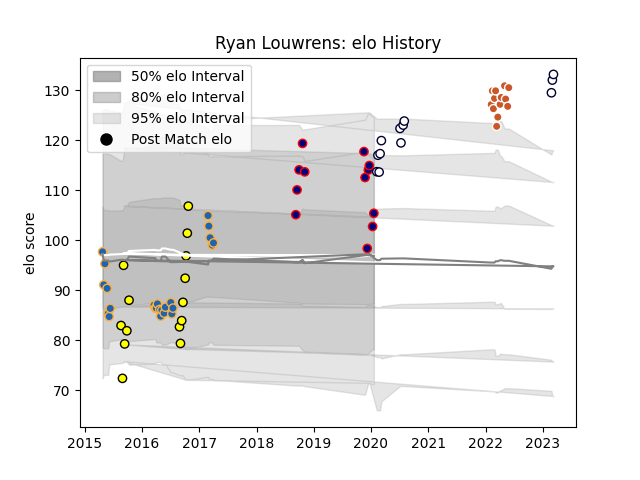 Ryan Louwrens: elo History
50% elo Interval
80% elo Interval
95% elo Interval
Post Match elo
elo score
130
120
110
100
90
80
70
2015 2016 2017 2018 2019 2020 2021 2022 2023